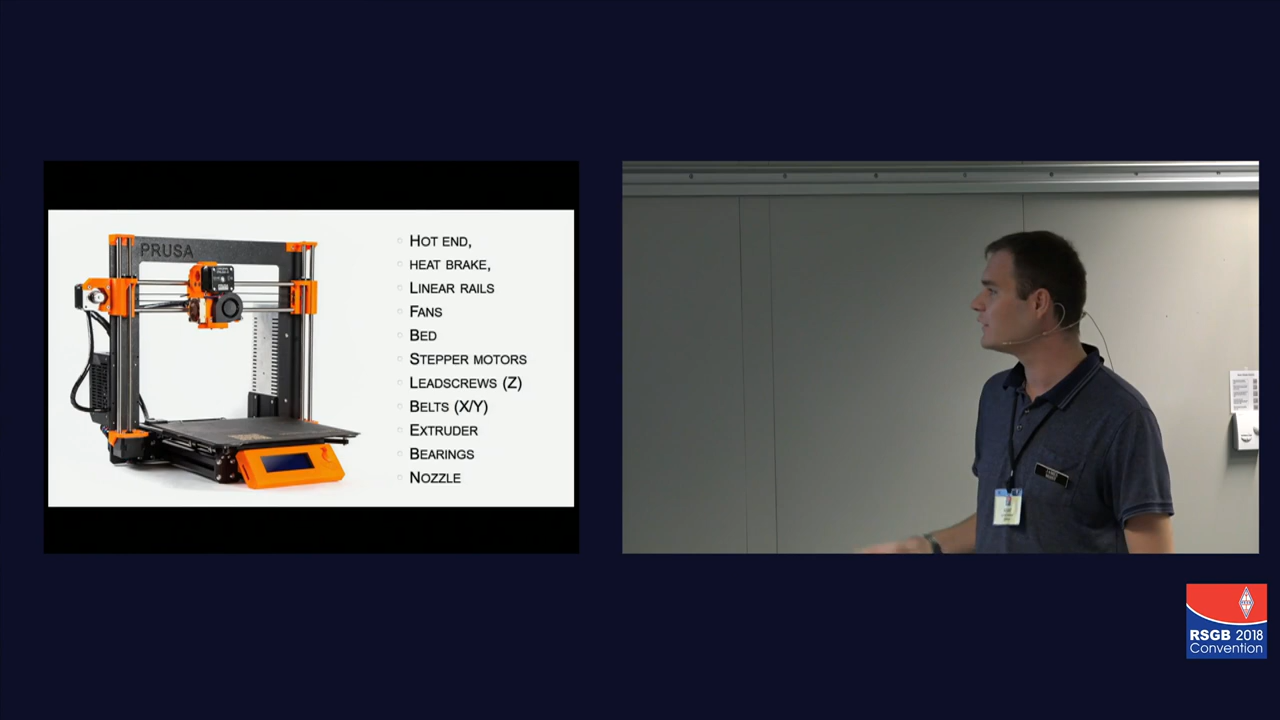 PRUSA
HOT END,
HEAT BRAKE,
LINEAR RAILS
FANS
BED
STEPPER MOTORS
LEADSCREWS (Z)
BELTS (X/Y)
EXTRUDER
BEARINGS
NOZZLE
RSGB 2018
Convention